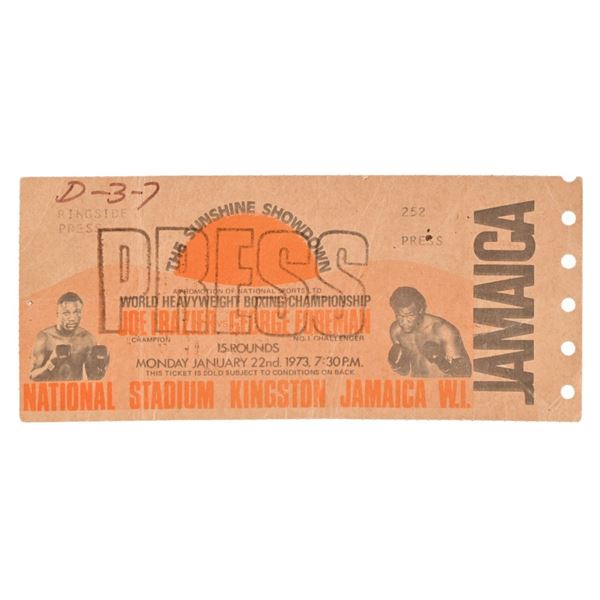 D-3-7
RINGSIDE
PRESS
252
PRESS
PRESS
THE SUNSHINE SHOWDOWN
A PROMOTION OF NATIONAL SPORTS LTD.
WORLD HEAVYWEIGHT BOXING CHAMPIONSHIP
JOE FRAZIER VS GEORGE FOREMAN
CHAMPION NO. 1 CHALLENGER
15-ROUNDS
MONDAY JANUARY 22nd. 1973, 7:30 P.M.
THIS TICKET IS SOLD SUBJECT TO CONDITIONS ON BACK
NATIONAL STADIUM KINGSTON JAMAICA W.I.
JAMAICA